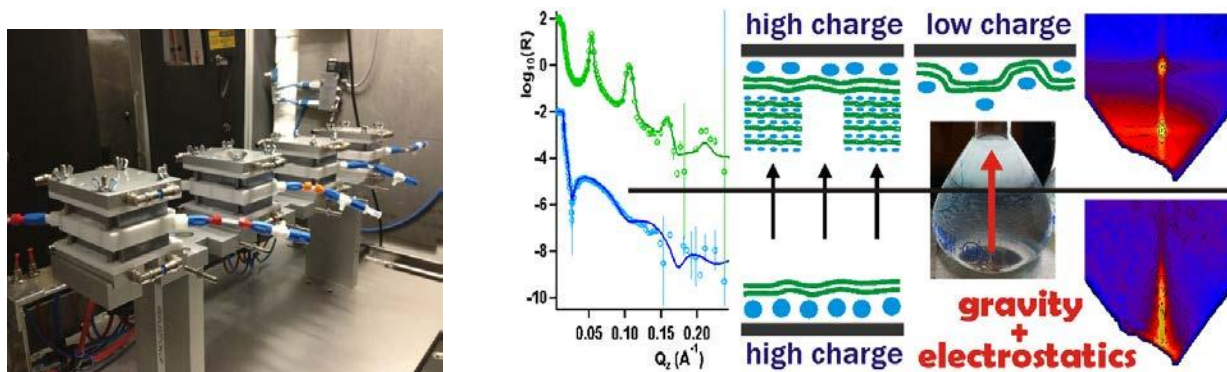 high charge
low charge
2
0
-2
-4
-6
-8
-10
log₁₀(R)
0.05 0.10 0.15 0.20
Q_z (Å⁻¹)
high charge
gravity
+
electrostatics